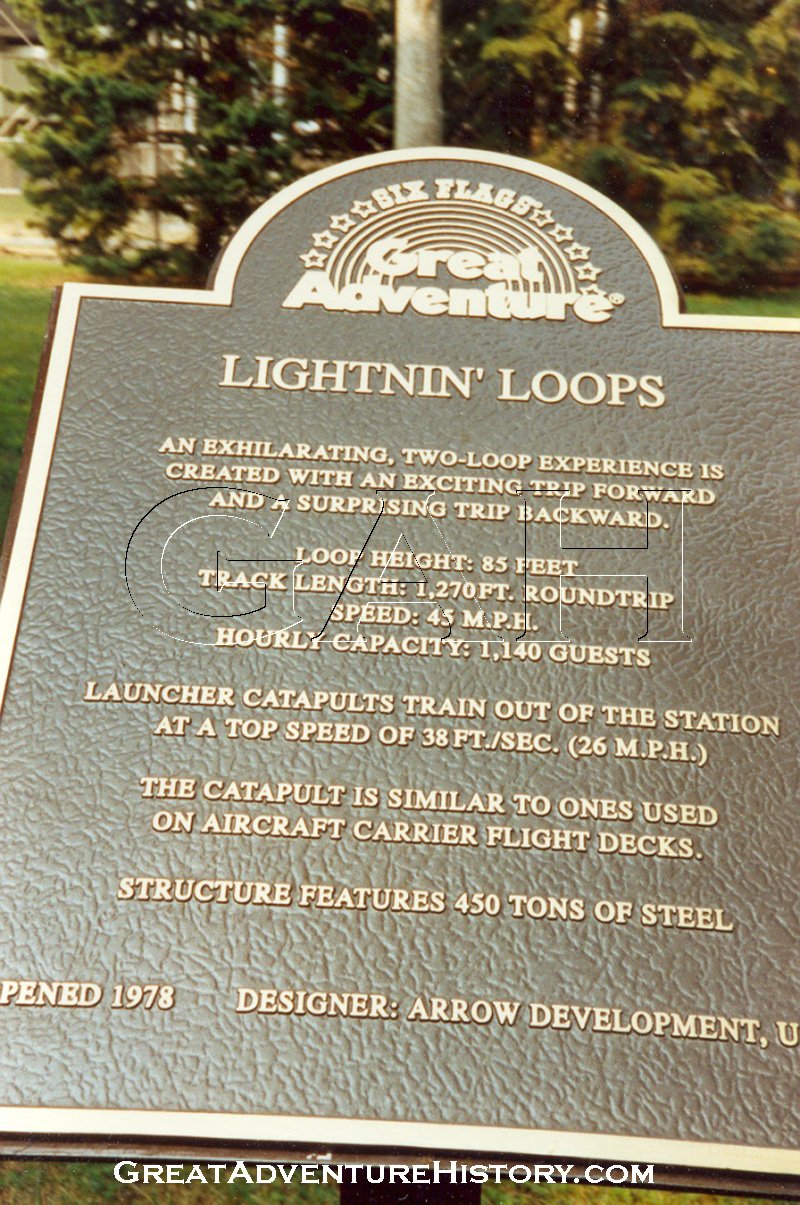 SIX FLAGS
Great
Adventure®
LIGHTNIN' LOOPS
AN EXHILARATING, TWO-LOOP EXPERIENCE IS
CREATED WITH AN EXCITING TRIP FORWARD
AND A SURPRISING TRIP BACKWARD.
GAH
LOOP HEIGHT: 85 FEET
TRACK LENGTH: 1,270 FT. ROUNDTRIP
SPEED: 45 M.P.H.
HOURLY CAPACITY: 1,140 GUESTS
LAUNCHER CATAPULTS TRAIN OUT OF THE STATION
AT A TOP SPEED OF 38 FT./SEC. (26 M.P.H.)
THE CATAPULT IS SIMILAR TO ONES USED
ON AIRCRAFT CARRIER FLIGHT DECKS.
STRUCTURE FEATURES 450 TONS OF STEEL
PENED 1978 DESIGNER: ARROW DEVELOPMENT, U
GREATADVENTUREHISTORY.COM